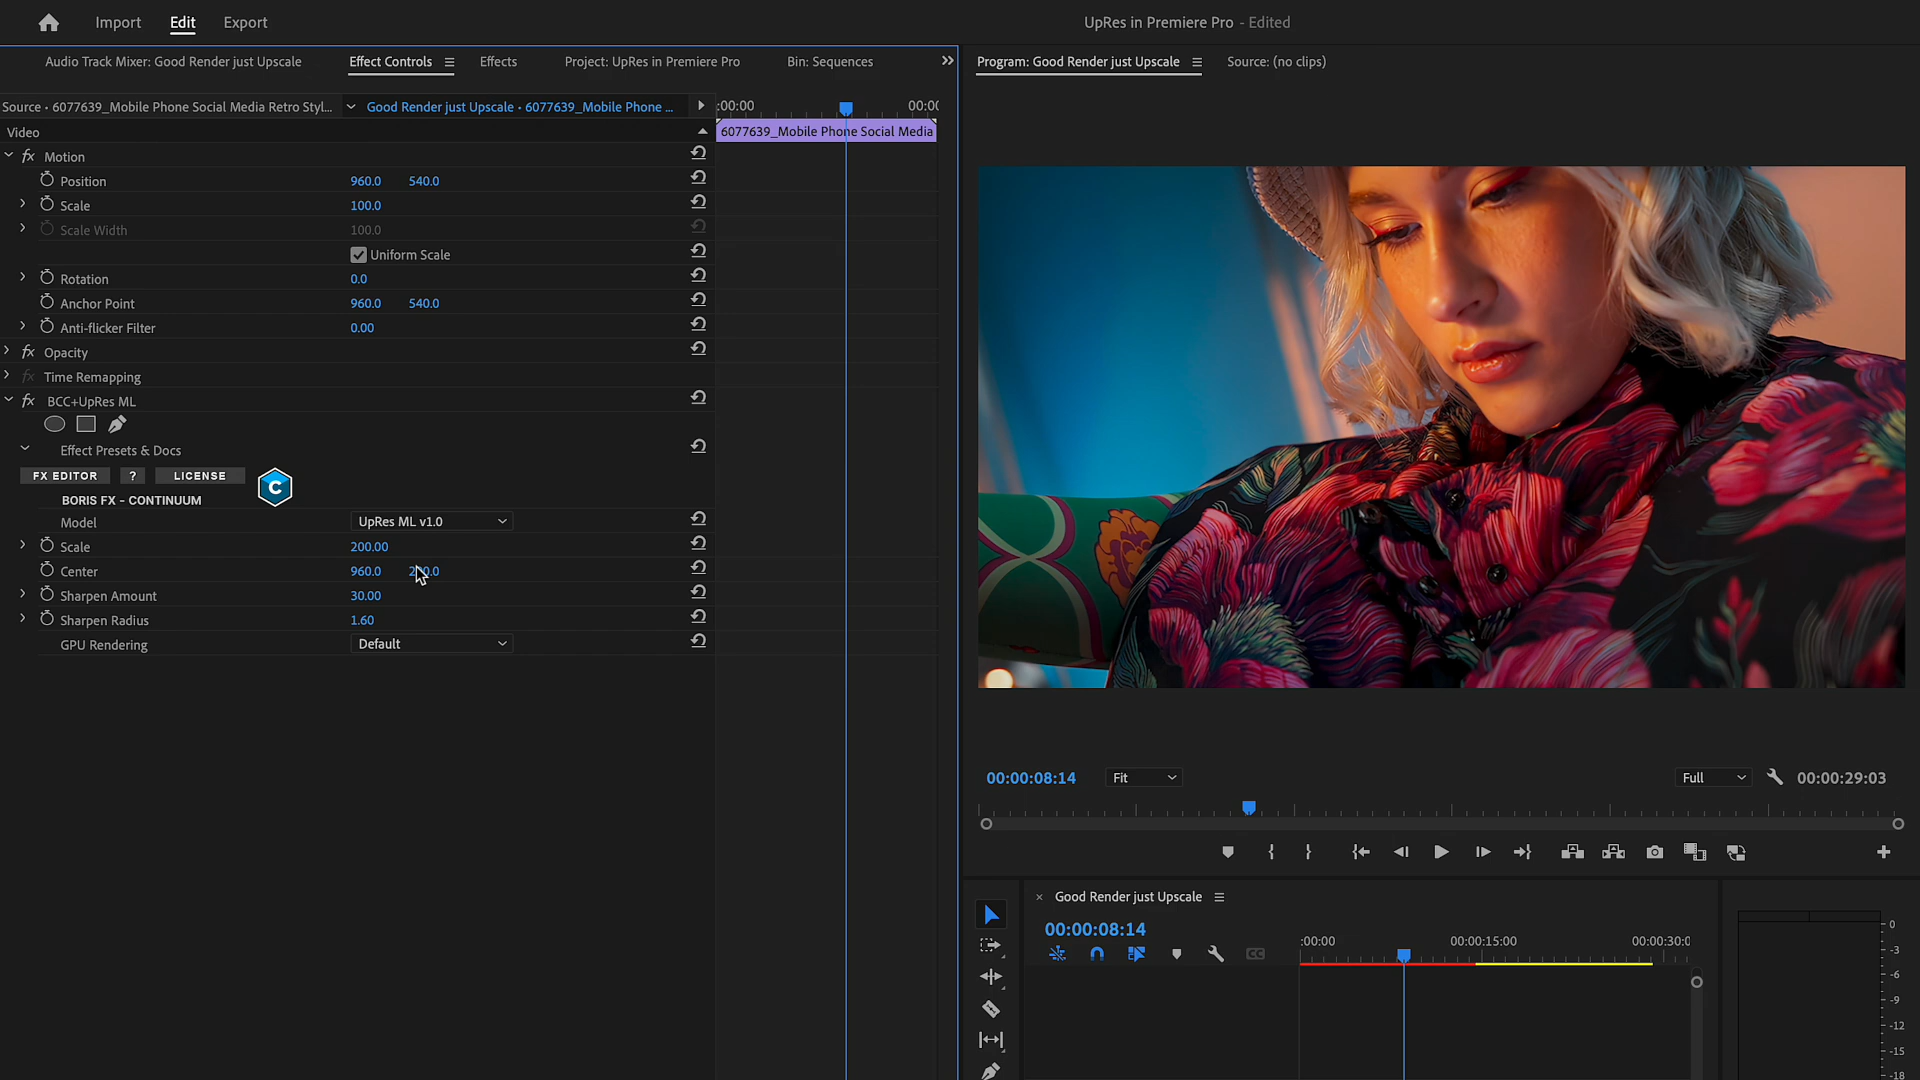 Import Edit Export
UpRes in Premiere Pro - Edited
Audio Track Mixer: Good Render just Upscale
Effect Controls
Effects
Project: UpRes in Premiere Pro
Bin: Sequences
Program: Good Render just Upscale
Source: (no clips)
Source • 6077639_Mobile Phone Social Media Retro Styl...
Good Render just Upscale • 6077639_Mobile Phone ...
:00:00
Video
6077639_Mobile Phone Social Media
fx Motion
Position 960.0 540.0
Scale 100.0
Scale Width 100.0
Uniform Scale
Rotation 0.0
Anchor Point 960.0 540.0
Anti-flicker Filter 0.00
fx Opacity
fx Time Remapping
fx BCC+UpRes ML
Effect Presets & Docs
FX EDITOR ? LICENSE C
BORIS FX - CONTINUUM
Model UpRes ML v1.0
Scale 200.00
Center 960.0
Sharpen Amount 30.00
Sharpen Radius 1.60
GPU Rendering Default
00:00:08:14 Fit Full 00:00:29:03
Good Render just Upscale
00:00:08:14
:00:00 00:00:15:00 00:00:30:0
CC
0
-3
-6
-9
-12
-15
-18